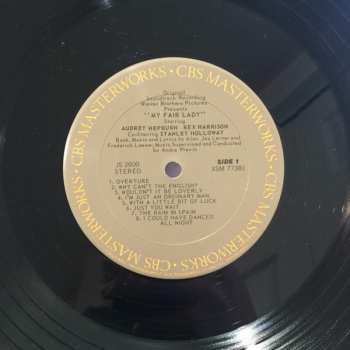 CBS MASTERWORKS · CBS MASTERWORKS · CBS MASTERWORKS ·
Original
Soundtrack Recording
Warner Brothers Pictures
Presents
"MY FAIR LADY"
Starring
AUDREY HEPBURN REX HARRISON
Co-Starring STANLEY HOLLOWAY
Book, Music and Lyrics by Allan Jay Lerner and
Frederick Loewe; Music Supervised and Conducted
by Andre Previn
JS 2600 SIDE 1
STEREO XSM 77381
1. OVERTURE
2. WHY CAN'T THE ENGLISH?
3. WOULDN'T IT BE LOVERLY
4. I'M JUST AN ORDINARY MAN
5. WITH A LITTLE BIT OF LUCK
6. JUST YOU WAIT
7. THE RAIN IN SPAIN
8. I COULD HAVE DANCED
ALL NIGHT